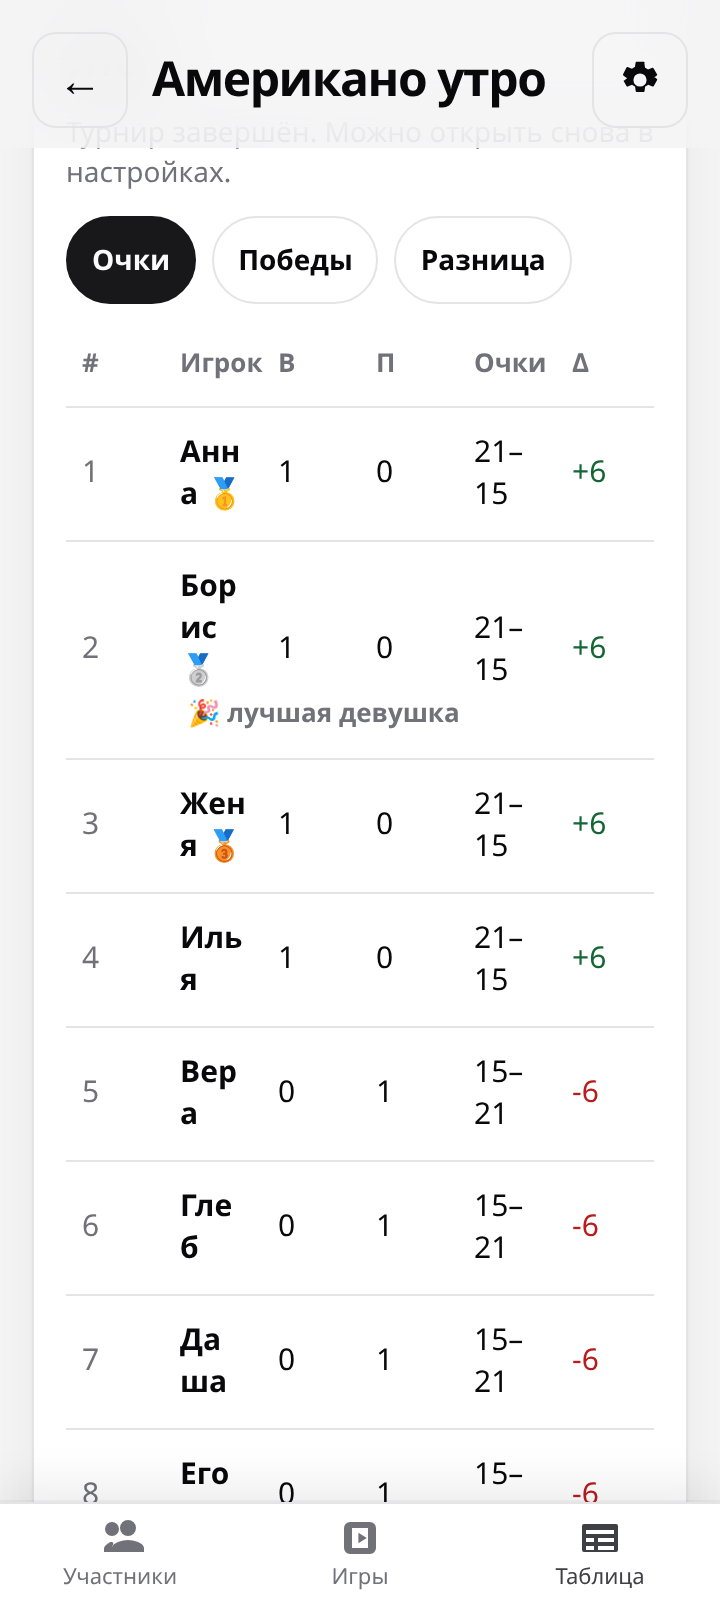 ← Американо утро
Турнир завершён. Можно открыть снова в
настройках.
Очки Победы Разница
# Игрок В П Очки Δ
1 Анн
а 🥇 1 0 21–
15 +6
2 Бор
ис
🥈 1 0 21–
15 +6
🎉 лучшая девушка
3 Жен
я 🥉 1 0 21–
15 +6
4 Иль
я 1 0 21–
15 +6
5 Вер
а 0 1 15–
21 -6
6 Гле
б 0 1 15–
21 -6
7 Да
ша 0 1 15–
21 -6
8 Его 0 1 15– -6
Участники Игры Таблица